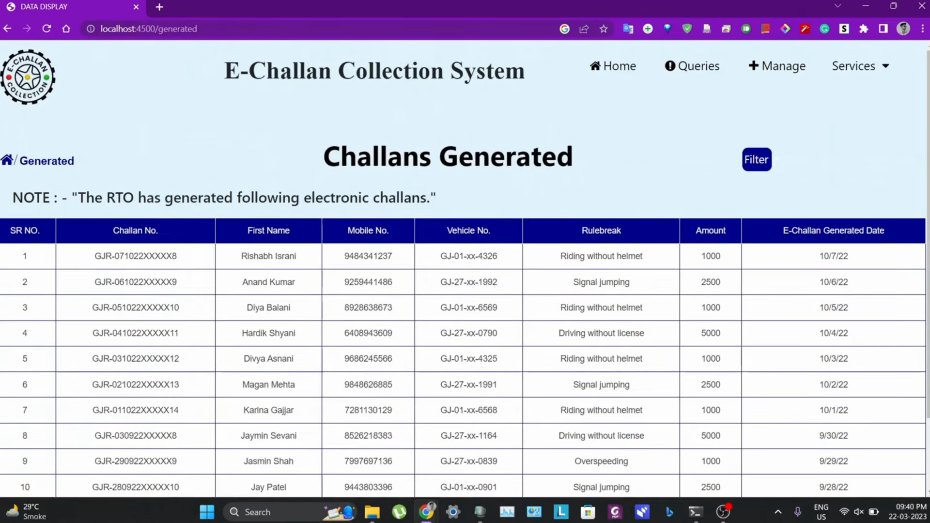 DATA DISPLAY
localhost:4500/generated
E-CHALLAN COLLECTION
E-Challan Collection System
Home
Queries
Manage
Services
/ Generated
Challans Generated
Filter
NOTE : - "The RTO has generated following electronic challans."
SR NO. Challan No. First Name Mobile No. Vehicle No. Rulebreak Amount E-Challan Generated Date
1 GJR-071022XXXXX8 Rishabh Israni 9484341237 GJ-01-xx-4326 Riding without helmet 1000 10/7/22
2 GJR-061022XXXXX9 Anand Kumar 9259441486 GJ-27-xx-1992 Signal jumping 2500 10/6/22
3 GJR-051022XXXXX10 Diya Balani 8928638673 GJ-01-xx-6569 Riding without helmet 1000 10/5/22
4 GJR-041022XXXXX11 Hardik Shyani 6408943609 GJ-27-xx-0790 Driving without license 5000 10/4/22
5 GJR-031022XXXXX12 Divya Asnani 9686245566 GJ-01-xx-4325 Riding without helmet 1000 10/3/22
6 GJR-021022XXXXX13 Magan Mehta 9848626885 GJ-27-xx-1991 Signal jumping 2500 10/2/22
7 GJR-011022XXXXX14 Karina Gajjar 7281130129 GJ-01-xx-6568 Riding without helmet 1000 10/1/22
8 GJR-030922XXXXX8 Jaymin Sevani 8526218383 GJ-27-xx-1164 Driving without license 5000 9/30/22
9 GJR-290922XXXXX9 Jasmin Shah 7997697136 GJ-27-xx-0839 Overspeeding 1000 9/29/22
10 GJR-280922XXXXX10 Jay Patel 9443803396 GJ-01-xx-0901 Signal jumping 2500 9/28/22
29°C
Smoke
Search
ENG
US
09:40 PM
22-03-2023